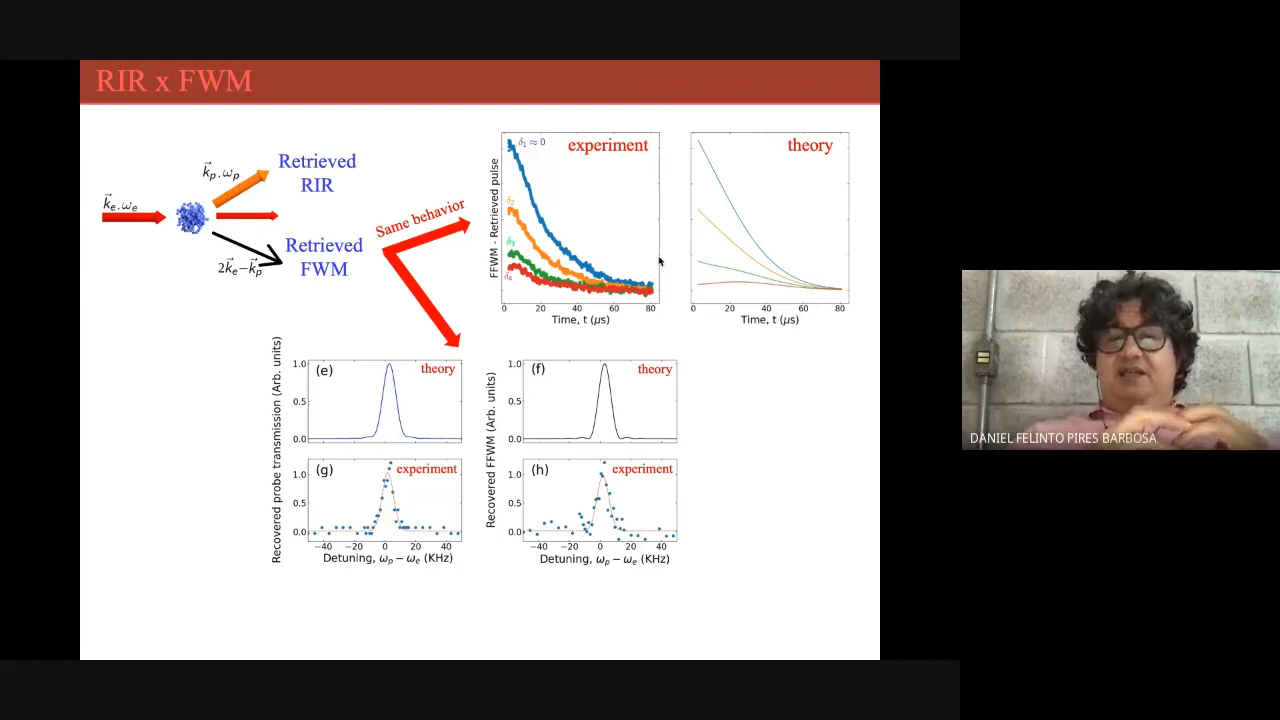 RIR x FWM
k⃗p.ωp
Retrieved
RIR
k⃗e.ωe
Retrieved
FWM
2k⃗e−k⃗p
Same behavior
FFWM - Retrieved pulse
δ1 ≈ 0
experiment
δ2
δ3
δ4
0 20 40 60 80
Time, t (μs)
theory
0 20 40 60 80
Time, t (μs)
Recovered probe transmission (Arb. units)
(e)
theory
1.0
0.5
0.0
(g)
experiment
1.0
0.5
0.0
−40 −20 0 20 40
Detuning, ωp − ωe (KHz)
Recovered FFWM (Arb. units)
(f)
theory
1.0
0.5
0.0
(h)
experiment
1.0
0.5
0.0
−40 −20 0 20 40
Detuning, ωp − ωe (KHz)
DANIEL FELINTO PIRES BARBOSA